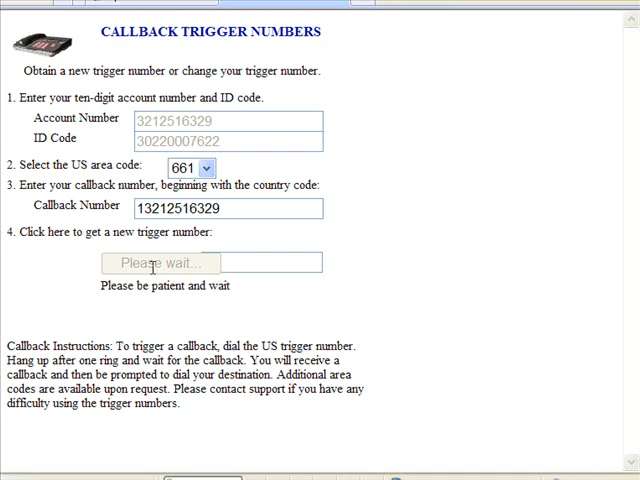 CALLBACK TRIGGER NUMBERS
Obtain a new trigger number or change your trigger number.
1. Enter your ten-digit account number and ID code.
Account Number 3212516329
ID Code 30220007622
2. Select the US area code: 661
3. Enter your callback number, beginning with the country code:
Callback Number 13212516329
4. Click here to get a new trigger number:
Please wait...
Please be patient and wait
Callback Instructions: To trigger a callback, dial the US trigger number.
Hang up after one ring and wait for the callback. You will receive a
callback and then be prompted to dial your destination. Additional area
codes are available upon request. Please contact support if you have any
difficulty using the trigger numbers.